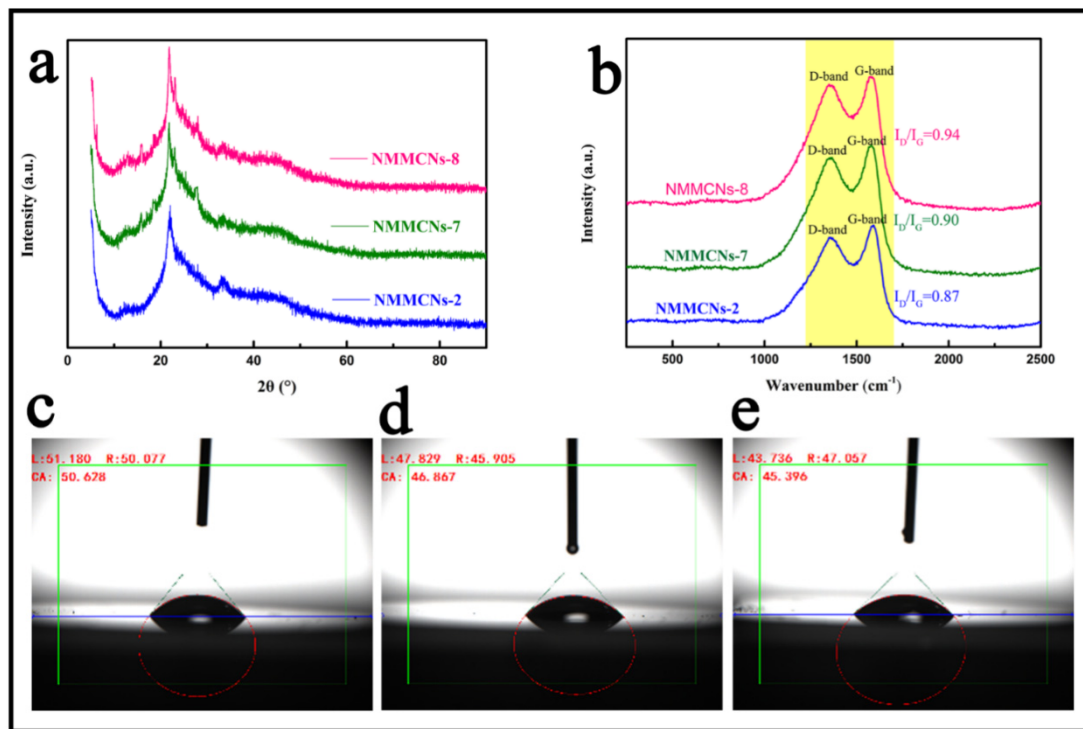 a
Intensity (a.u.)
NMMCNs-8
NMMCNs-7
NMMCNs-2
0 20 40 60 80
2θ (°)
b
Intensity (a.u.)
D-band G-band
I_D/I_G=0.94
NMMCNs-8
D-band G-band
I_D/I_G=0.90
NMMCNs-7
D-band G-band
I_D/I_G=0.87
NMMCNs-2
500 1000 1500 2000 2500
Wavenumber (cm⁻¹)
c
L:51.180 R:50.077
CA: 50.628
d
L:47.829 R:45.905
CA: 46.867
e
L:43.736 R:47.057
CA: 45.396